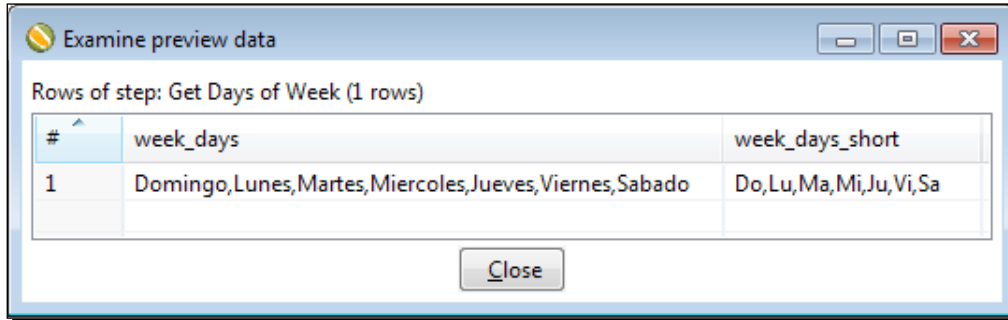 Examine preview data
Rows of step: Get Days of Week (1 rows)
# week_days week_days_short
1 Domingo,Lunes,Martes,Miercoles,Jueves,Viernes,Sabado Do,Lu,Ma,Mi,Ju,Vi,Sa
Close